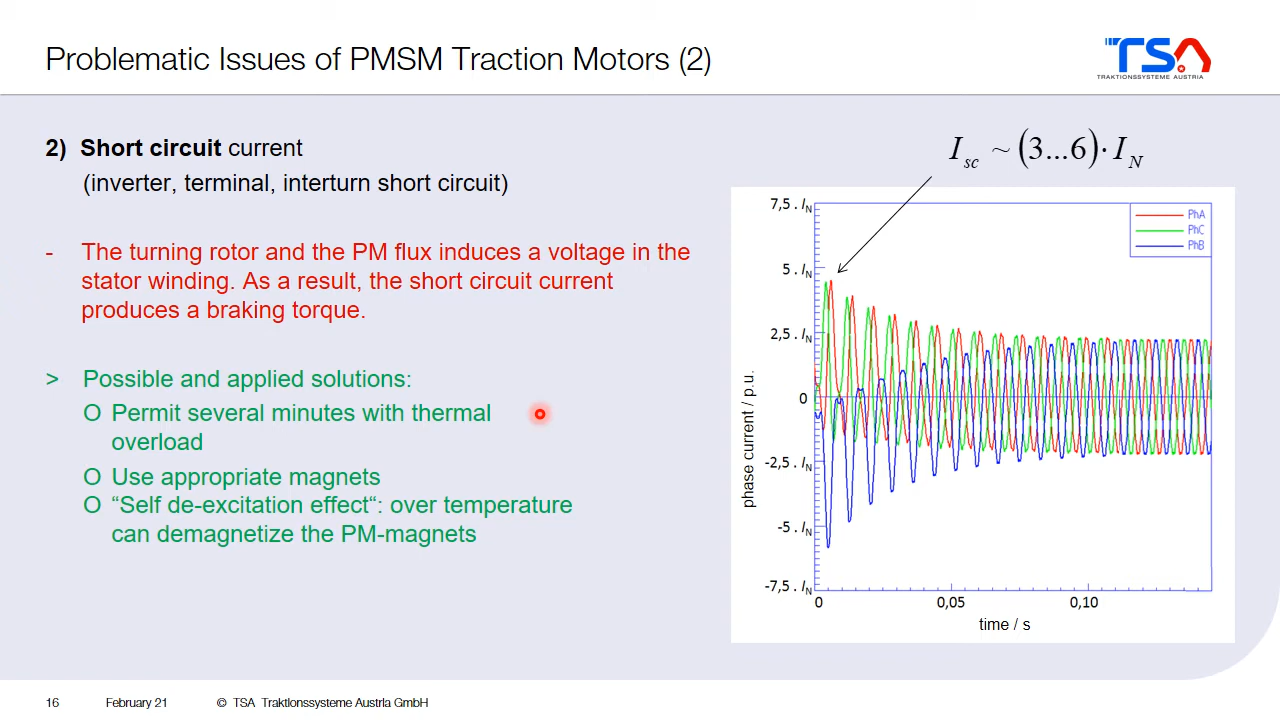 Problematic Issues of PMSM Traction Motors (2)
TSA
TRAKTIONSSYSTEME AUSTRIA
2) Short circuit current
(inverter, terminal, interturn short circuit)
- The turning rotor and the PM flux induces a voltage in the
stator winding. As a result, the short circuit current
produces a braking torque.
> Possible and applied solutions:
O Permit several minutes with thermal
overload
O Use appropriate magnets
O “Self de-excitation effect“: over temperature
can demagnetize the PM-magnets
I_sc ~ (3...6)·I_N
7,5 . I_N
5 . I_N
2,5 . I_N
0
-2,5 . I_N
-5 . I_N
-7,5 . I_N
phase current / p.u.
PhA
PhC
PhB
0 0,05 0,10
time / s
16 February 21 © TSA Traktionssysteme Austria GmbH